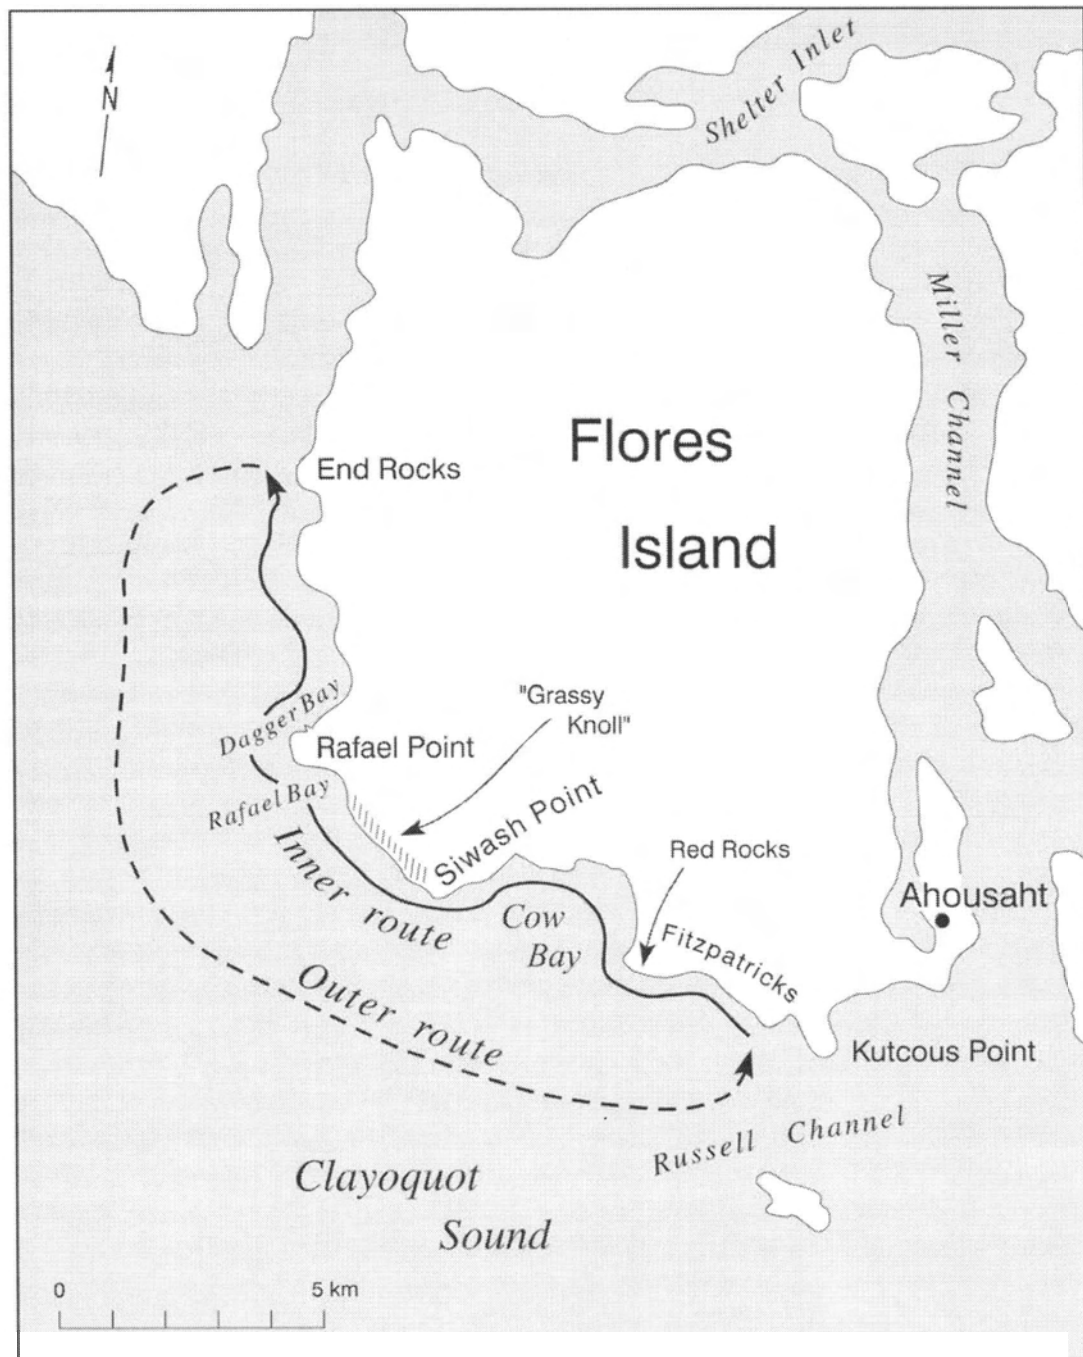 Shelter Inlet
N
Miller Channel
Flores
Island
End Rocks
"Grassy
Knoll"
Dagger Bay
Rafael Point
Rafael Bay
Siwash Point
Inner route
Red Rocks
Cow
Bay
Fitzpatricks
Ahousaht
Outer route
Kutcous Point
Russell Channel
Clayoquot
Sound
0 5 km